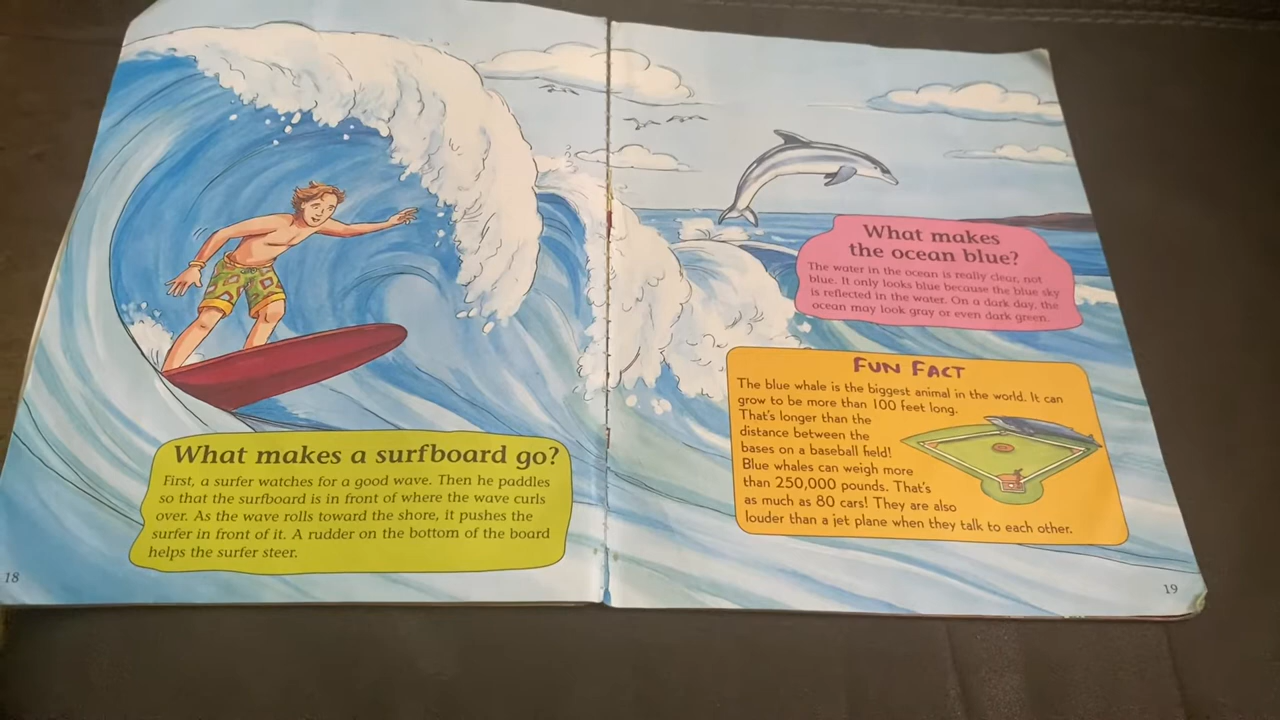 What makes a surfboard go?
First, a surfer watches for a good wave. Then he paddles
so that the surfboard is in front of where the wave curls
over. As the wave rolls toward the shore, it pushes the
surfer in front of it. A rudder on the bottom of the board
helps the surfer steer.
18
What makes
the ocean blue?
The water in the ocean is really clear, not
blue. It only looks blue because the blue sky
is reflected in the water. On a dark day, the
ocean may look gray or even dark green.
FUN FACT
The blue whale is the biggest animal in the world. It can
grow to be more than 100 feet long.
That's longer than the
distance between the
bases on a baseball field!
Blue whales can weigh more
than 250,000 pounds. That's
as much as 80 cars! They are also
louder than a jet plane when they talk to each other.
19